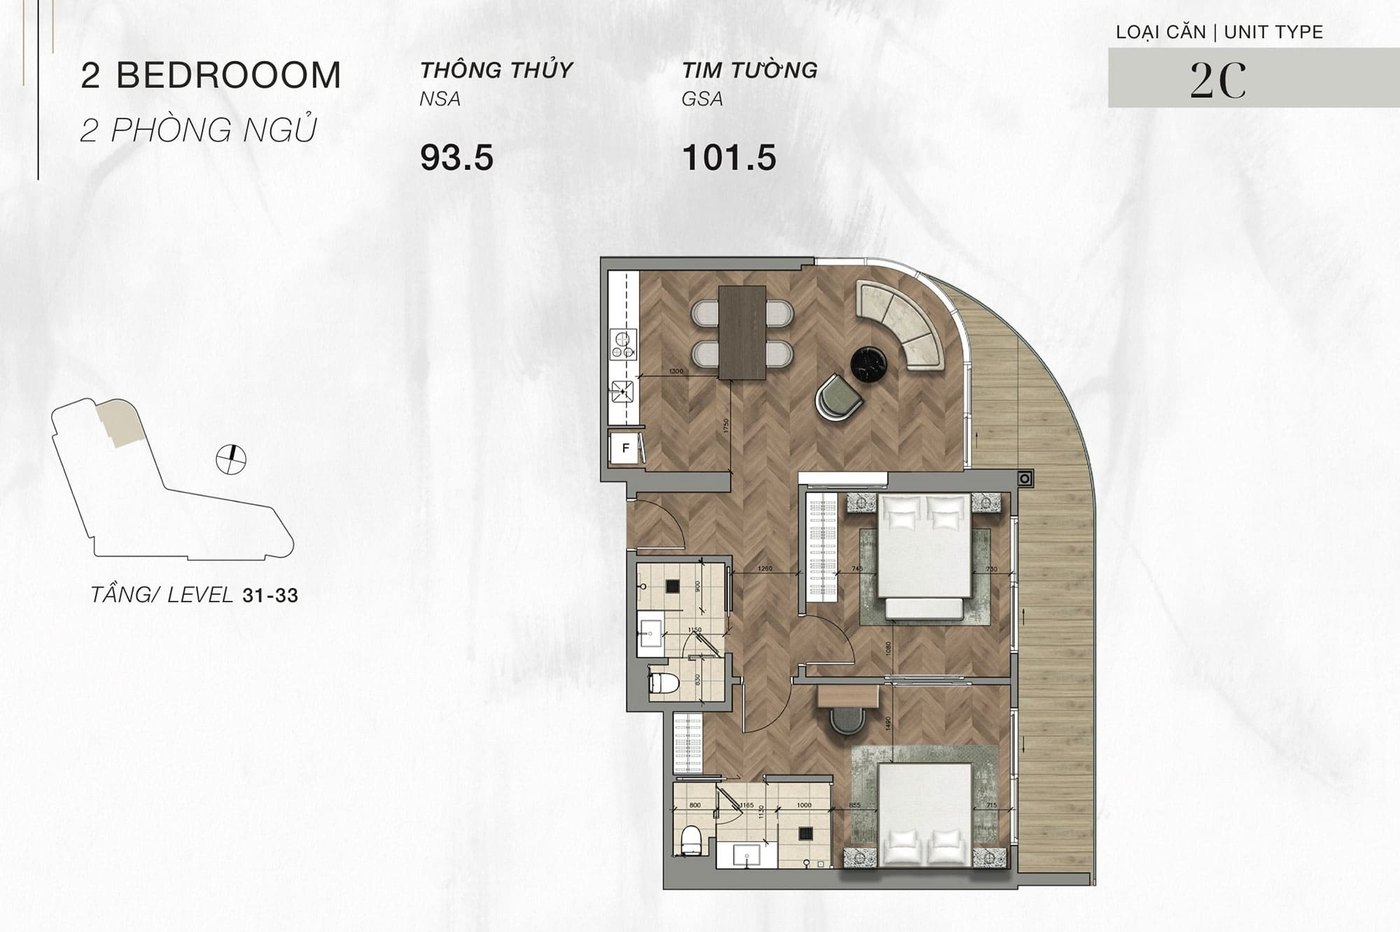 LOẠI CĂN | UNIT TYPE
2C
2 BEDROOOM
2 PHÒNG NGỦ
THÔNG THỦY
NSA
93.5
TIM TƯỜNG
GSA
101.5
TẦNG/ LEVEL 31-33
1300
1750
F
1260
745
730
900
1150
830
1080
1490
800
1165
1130
1000
855
715